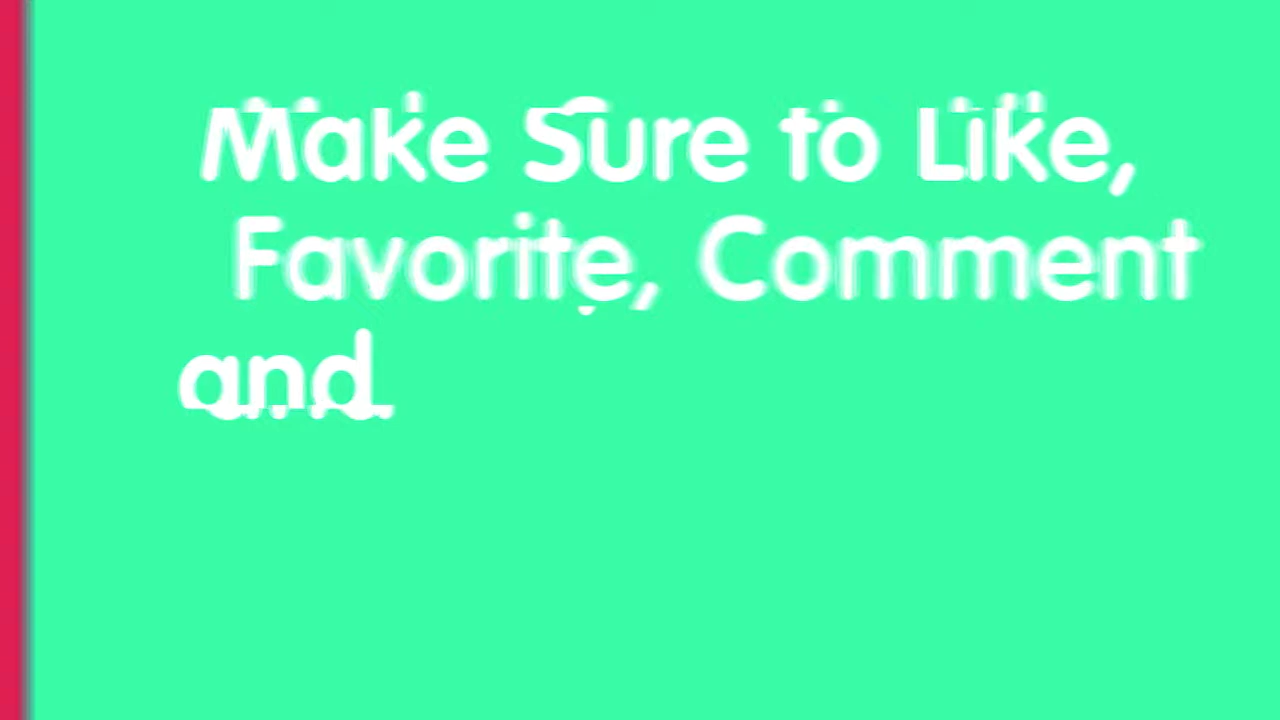 Make Sure to Like,
Favorite, Comment
and